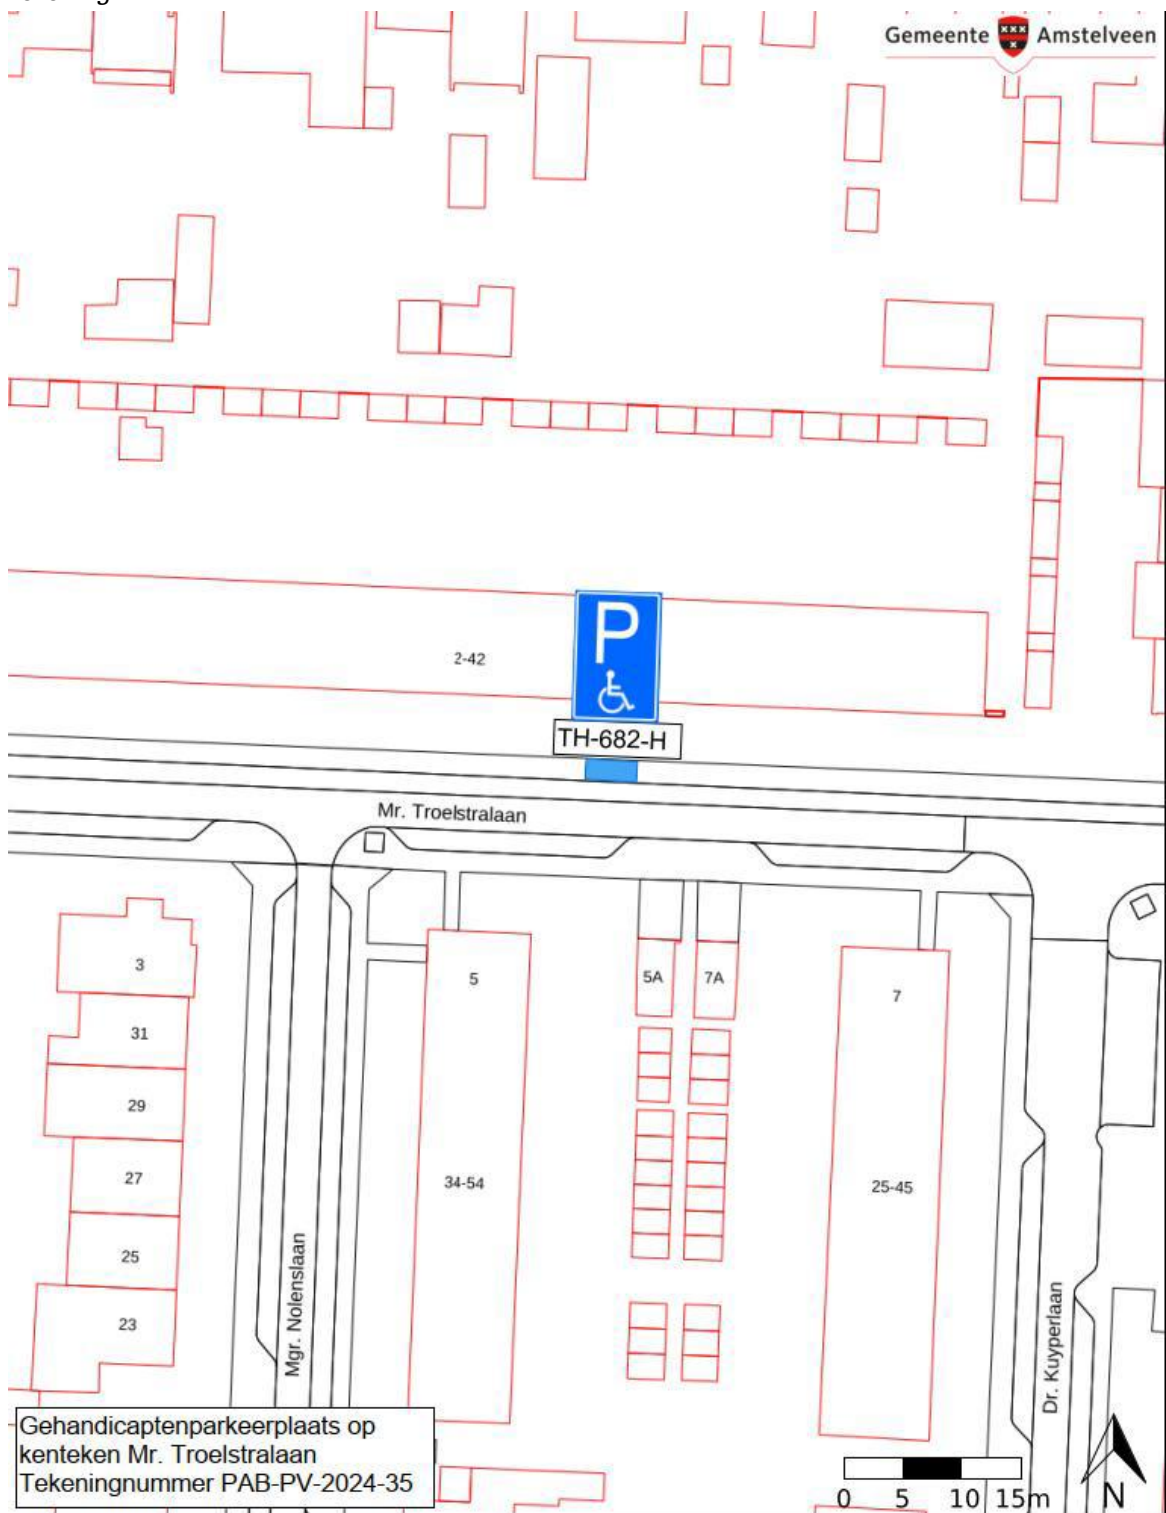 Gemeente Amstelveen
2-42
P
TH-682-H
Mr. Troelstralaan
3
5
5A
7A
7
31
29
27
34-54
25-45
25
23
Mgr. Nolenslaan
Dr. Kuyperlaan
Gehandicaptenparkeerplaats op
kenteken Mr. Troelstralaan
Tekeningnummer PAB-PV-2024-35
0 5 10 15m
N